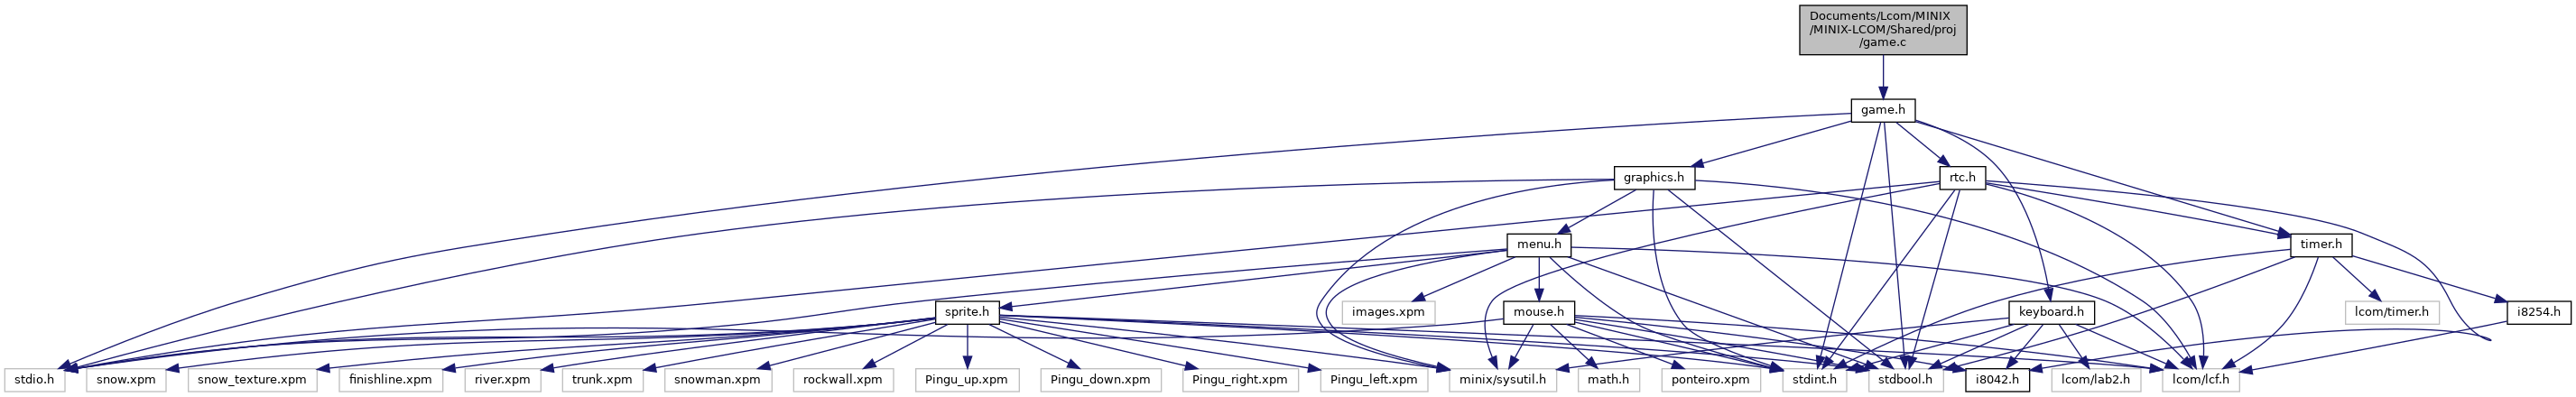 Documents/Lcom/MINIX
/MINIX-LCOM/Shared/proj
/game.c
game.h
graphics.h
rtc.h
menu.h
timer.h
sprite.h
images.xpm
mouse.h
keyboard.h
lcom/timer.h
i8254.h
stdio.h
snow.xpm
snow_texture.xpm
finishline.xpm
river.xpm
trunk.xpm
snowman.xpm
rockwall.xpm
Pingu_up.xpm
Pingu_down.xpm
Pingu_right.xpm
Pingu_left.xpm
minix/sysutil.h
math.h
ponteiro.xpm
stdint.h
stdbool.h
i8042.h
lcom/lab2.h
lcom/lcf.h